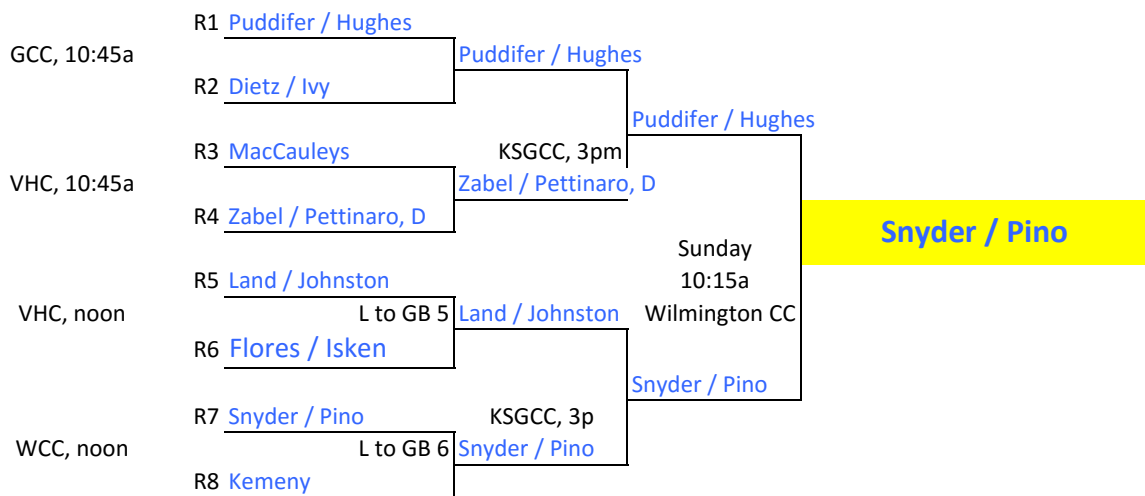 R1 Puddifer / Hughes
GCC, 10:45a
Puddifer / Hughes
R2 Dietz / Ivy
Puddifer / Hughes
R3 MacCauleys
KSGCC, 3pm
VHC, 10:45a
Zabel / Pettinaro, D
R4 Zabel / Pettinaro, D
Snyder / Pino
Sunday
10:15a
Wilmington CC
R5 Land / Johnston
VHC, noon
L to GB 5
Land / Johnston
R6 Flores / Isken
Snyder / Pino
R7 Snyder / Pino
KSGCC, 3p
WCC, noon
L to GB 6
Snyder / Pino
R8 Kemeny